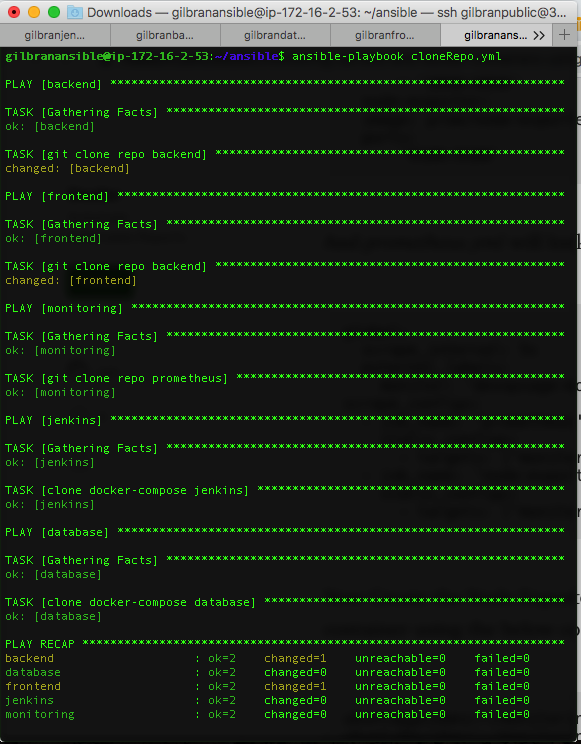 Downloads — gilbranansible@ip-172-16-2-53: ~/ansible — ssh gilbranpublic@3...
gilbranjen... gilbranba... gilbrandat... gilbranfro... gilbranans... >> +
gilbranansible@ip-172-16-2-53:~/ansible$ ansible-playbook cloneRepo.yml
PLAY [backend] *****************************************************************
TASK [Gathering Facts] *********************************************************
ok: [backend]
TASK [git clone repo backend] **************************************************
changed: [backend]
PLAY [frontend] ****************************************************************
TASK [Gathering Facts] *********************************************************
ok: [frontend]
TASK [git clone repo backend] **************************************************
changed: [frontend]
PLAY [monitoring] **************************************************************
TASK [Gathering Facts] *********************************************************
ok: [monitoring]
TASK [git clone repo prometheus] ***********************************************
ok: [monitoring]
PLAY [jenkins] *****************************************************************
TASK [Gathering Facts] *********************************************************
ok: [jenkins]
TASK [clone docker-compose jenkins] ********************************************
ok: [jenkins]
PLAY [database] ****************************************************************
TASK [Gathering Facts] *********************************************************
ok: [database]
TASK [clone docker-compose database] *******************************************
ok: [database]
PLAY RECAP *********************************************************************
backend : ok=2 changed=1 unreachable=0 failed=0
database : ok=2 changed=0 unreachable=0 failed=0
frontend : ok=2 changed=1 unreachable=0 failed=0
jenkins : ok=2 changed=0 unreachable=0 failed=0
monitoring : ok=2 changed=0 unreachable=0 failed=0